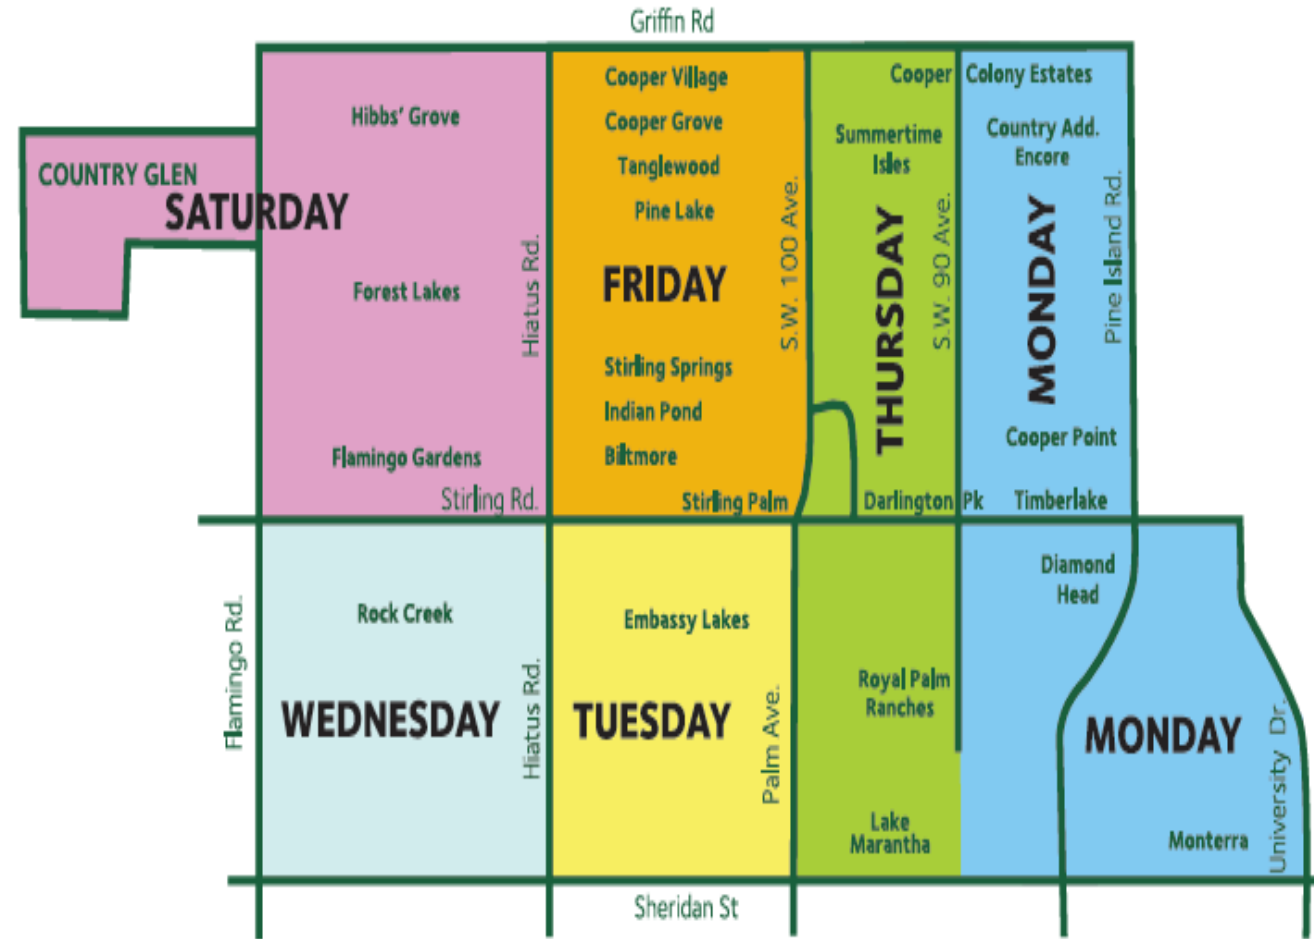 Griffin Rd
COUNTRY GLEN
SATURDAY
Hibbs' Grove
Forest Lakes
Flamingo Gardens
Stirling Rd.
Hiatus Rd.
Cooper Village
Cooper Grove
Tanglewood
Pine Lake
FRIDAY
Stirling Springs
Indian Pond
Biltmore
Stirling Palm
S.W. 100 Ave.
Cooper Colony Estates
Summertime
Isles
THURSDAY
S.W. 90 Ave.
Country Add.
Encore
MONDAY
Pine Island Rd.
Cooper Point
Darlington Pk
Timberlake
Flamingo Rd.
Rock Creek
WEDNESDAY
Hiatus Rd.
Embassy Lakes
TUESDAY
Palm Ave.
Royal Palm
Ranches
Lake
Marantha
Diamond
Head
MONDAY
Monterra
University Dr.
Sheridan St